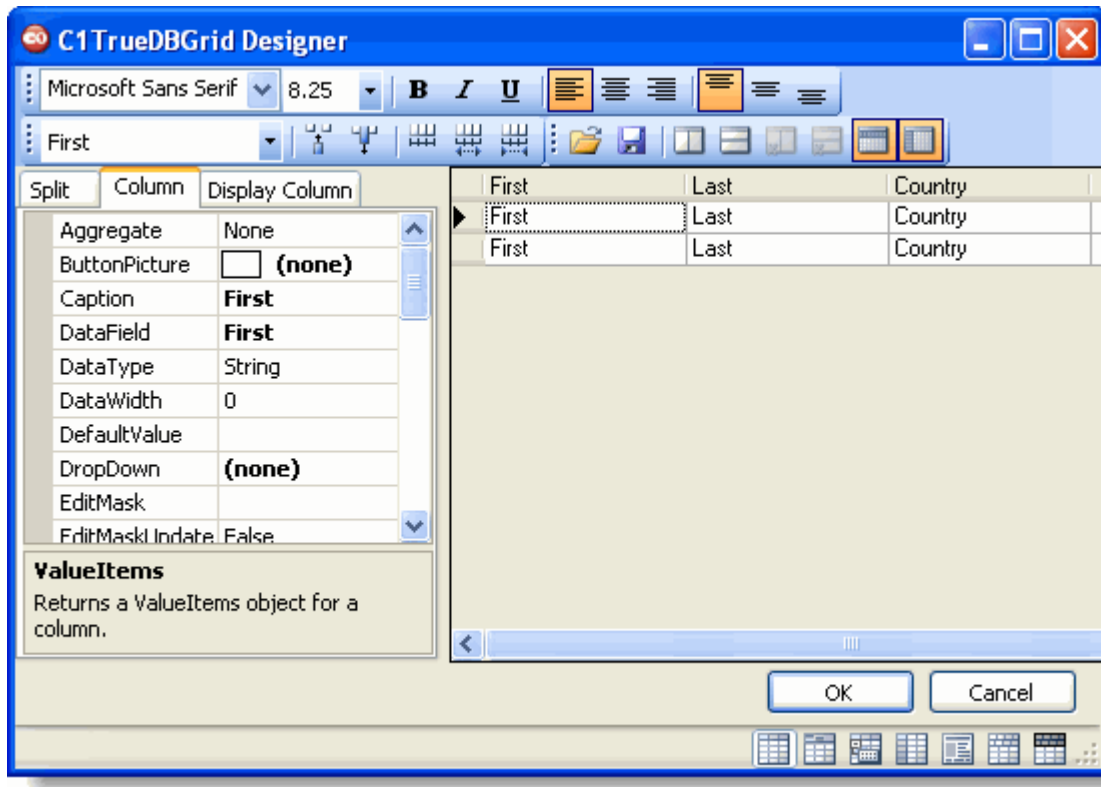 C1TrueDBGrid Designer
Microsoft Sans Serif 8.25 B I U
First
Split Column Display Column
Aggregate None
ButtonPicture (none)
Caption First
DataField First
DataType String
DataWidth 0
DefaultValue
DropDown (none)
EditMask
EditMaskUpdate False
ValueItems
Returns a ValueItems object for a
column.
First Last Country
First Last Country
First Last Country
OK Cancel